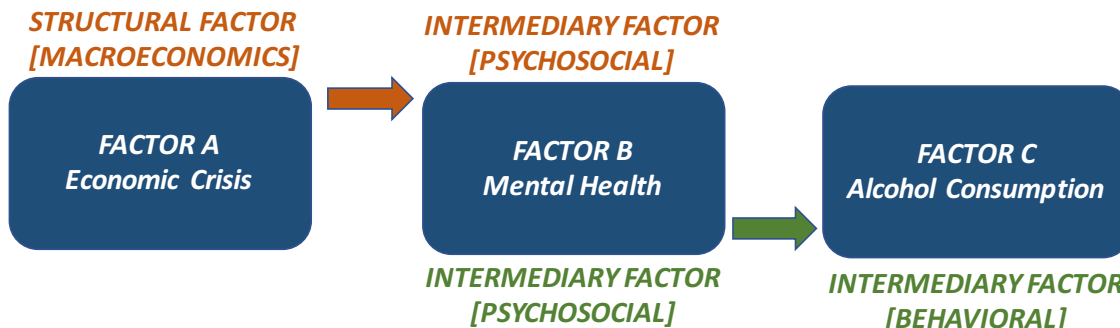 STRUCTURAL FACTOR
[MACROECONOMICS]
INTERMEDIARY FACTOR
[PSYCHOSOCIAL]
FACTOR A
Economic Crisis
FACTOR B
Mental Health
FACTOR C
Alcohol Consumption
INTERMEDIARY FACTOR
[PSYCHOSOCIAL]
INTERMEDIARY FACTOR
[BEHAVIORAL]